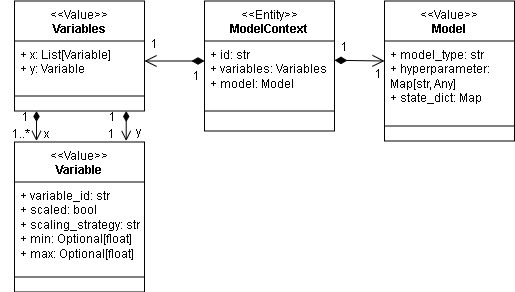 <<Value>>
Variables
+ x: List[Variable]
+ y: Variable
<<Entity>>
ModelContext
+ id: str
+ variables: Variables
+ model: Model
<<Value>>
Model
+ model_type: str
+ hyperparameter:
Map[str, Any]
+ state_dict: Map
1
1
1
1
1
1
1..*
x
y
<<Value>>
Variable
+ variable_id: str
+ scaled: bool
+ scaling_strategy: str
+ min: Optional[float]
+ max: Optional[float]